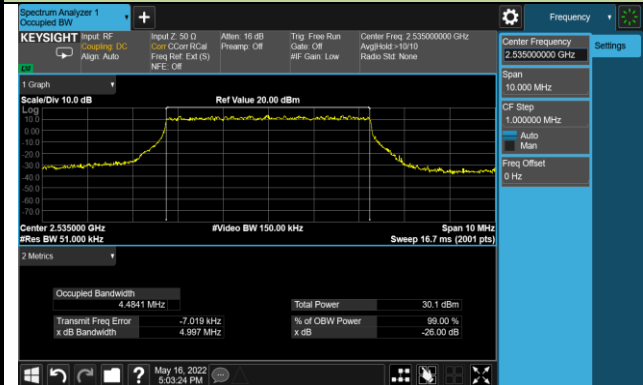 Spectrum Analyzer 1
Occupied BW
Frequency
KEYSIGHT
Input: RF
Coupling: DC
Align: Auto
Input Z: 50 Ω
Corr CCorr RCal
Freq Ref: Ext (S)
NFE: Off
Atten: 16 dB
Preamp: Off
Trig: Free Run
Gate: Off
#IF Gain: Low
Center Freq: 2.535000000 GHz
Avg|Hold:>10/10
Radio Std: None
Center Frequency
2.535000000 GHz
Settings
Span
10.000 MHz
CF Step
1.000000 MHz
Auto
Man
Freq Offset
0 Hz
1 Graph
Scale/Div 10.0 dB
Ref Value 20.00 dBm
Log
10.0
0.00
-10.0
-20.0
-30.0
-40.0
-50.0
-60.0
-70.0
Center 2.535000 GHz
#Video BW 150.00 kHz
Span 10 MHz
#Res BW 51.000 kHz
Sweep 16.7 ms (2001 pts)
2 Metrics
Occupied Bandwidth
4.4841 MHz
Total Power
30.1 dBm
Transmit Freq Error
-7.019 kHz
% of OBW Power
99.00 %
x dB Bandwidth
4.997 MHz
x dB
-26.00 dB
May 16, 2022
5:03:24 PM